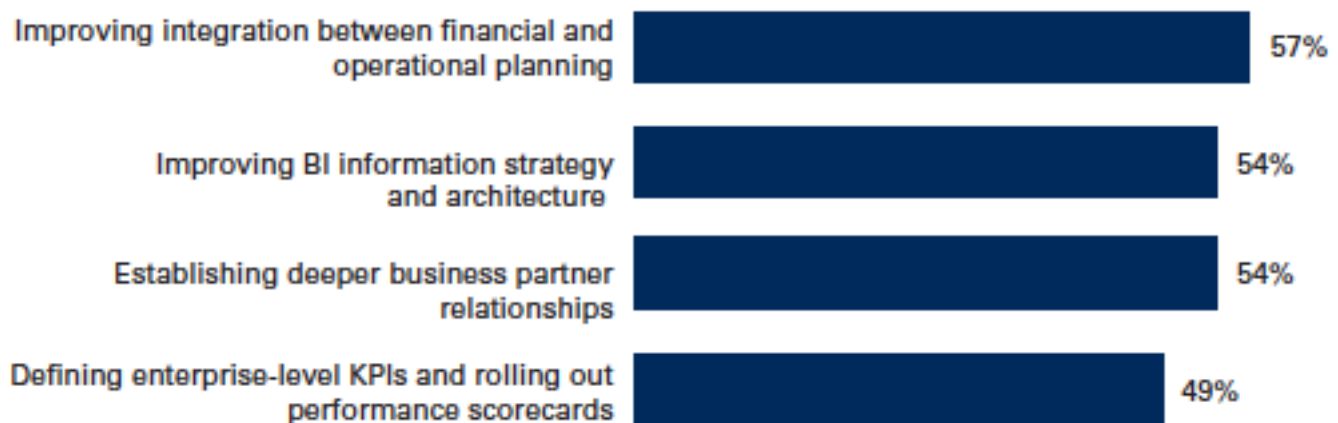 Improving integration between financial and
operational planning
57%
Improving BI information strategy
and architecture
54%
Establishing deeper business partner
relationships
54%
Defining enterprise-level KPIs and rolling out
performance scorecards
49%